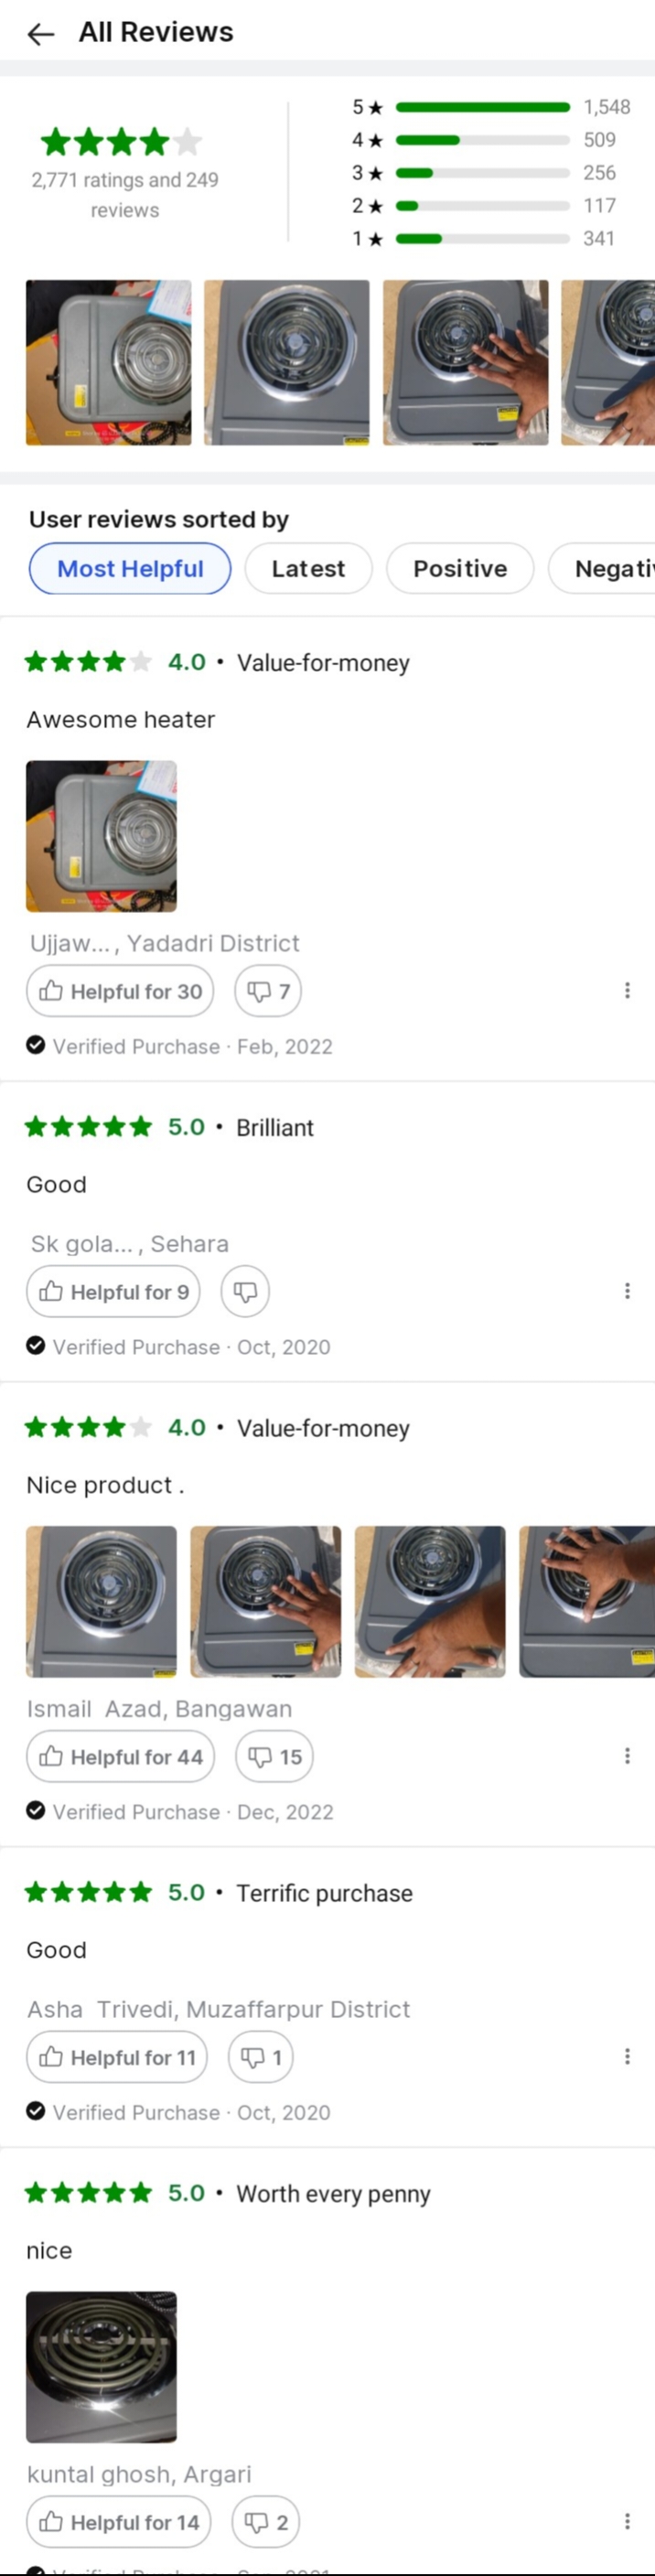 All Reviews
2,771 ratings and 249
reviews
5 ★ 1,548
4 ★ 509
3 ★ 256
2 ★ 117
1 ★ 341
User reviews sorted by
Most Helpful Latest Positive Negati
4.0 • Value-for-money
Awesome heater
Ujjaw... , Yadadri District
Helpful for 30 7
Verified Purchase · Feb, 2022
5.0 • Brilliant
Good
Sk gola... , Sehara
Helpful for 9
Verified Purchase · Oct, 2020
4.0 • Value-for-money
Nice product .
Ismail Azad, Bangawan
Helpful for 44 15
Verified Purchase · Dec, 2022
5.0 • Terrific purchase
Good
Asha Trivedi, Muzaffarpur District
Helpful for 11 1
Verified Purchase · Oct, 2020
5.0 • Worth every penny
nice
kuntal ghosh, Argari
Helpful for 14 2